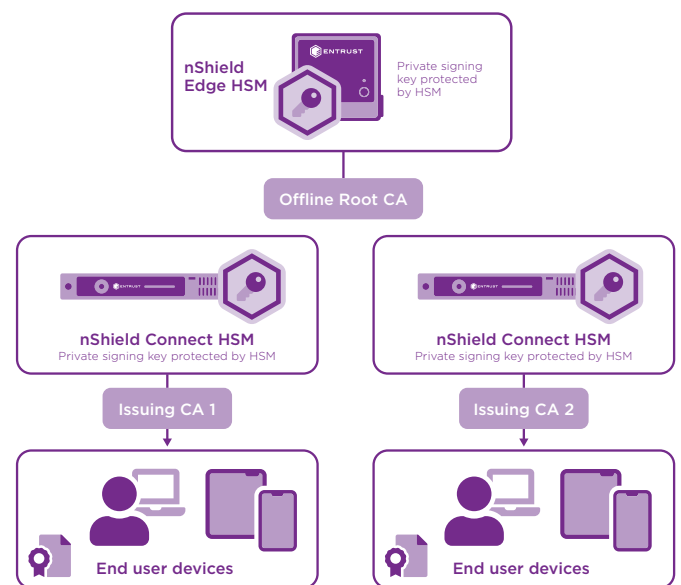 nShield
Edge HSM
ENTRUST
Private signing
key protected
by HSM
Offline Root CA
ENTRUST
nShield Connect HSM
Private signing key protected by HSM
ENTRUST
nShield Connect HSM
Private signing key protected by HSM
Issuing CA 1
Issuing CA 2
End user devices
End user devices